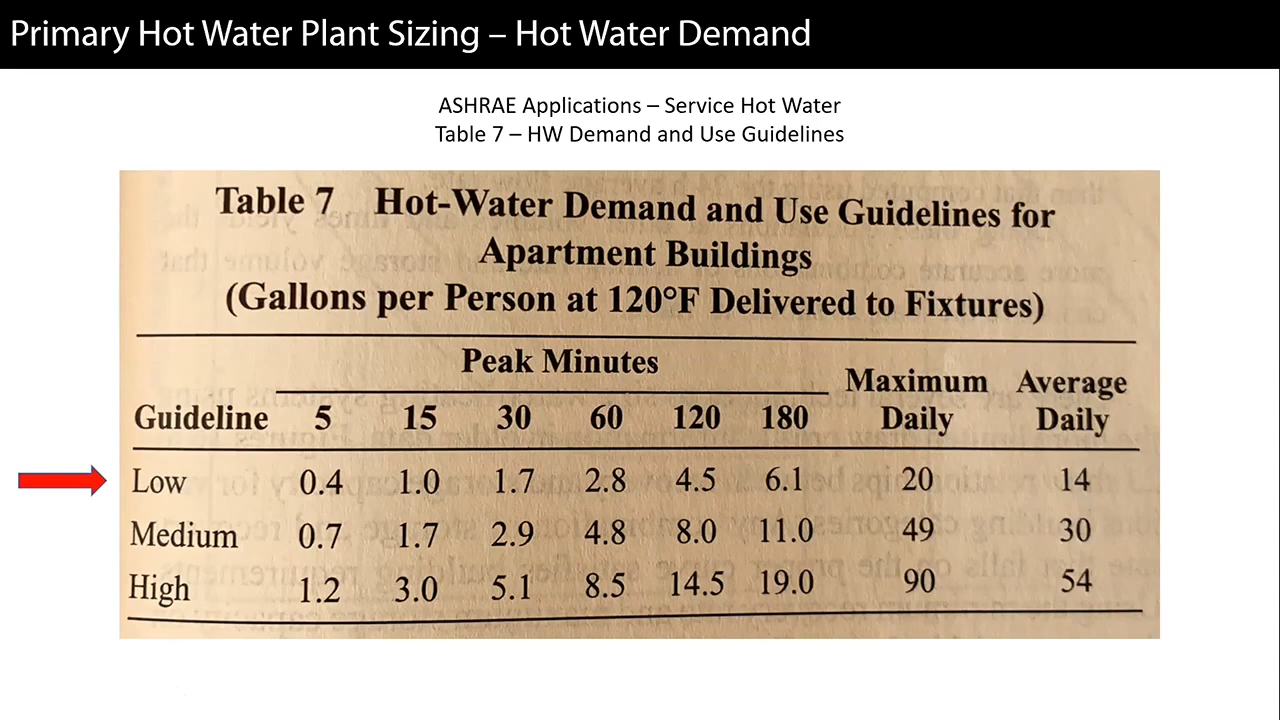 Primary Hot Water Plant Sizing – Hot Water Demand
ASHRAE Applications – Service Hot Water
Table 7 – HW Demand and Use Guidelines
Table 7 Hot-Water Demand and Use Guidelines for
Apartment Buildings
(Gallons per Person at 120°F Delivered to Fixtures)
Peak Minutes
Maximum Average
Guideline 5 15 30 60 120 180 Daily Daily
Low 0.4 1.0 1.7 2.8 4.5 6.1 20 14
Medium 0.7 1.7 2.9 4.8 8.0 11.0 49 30
High 1.2 3.0 5.1 8.5 14.5 19.0 90 54